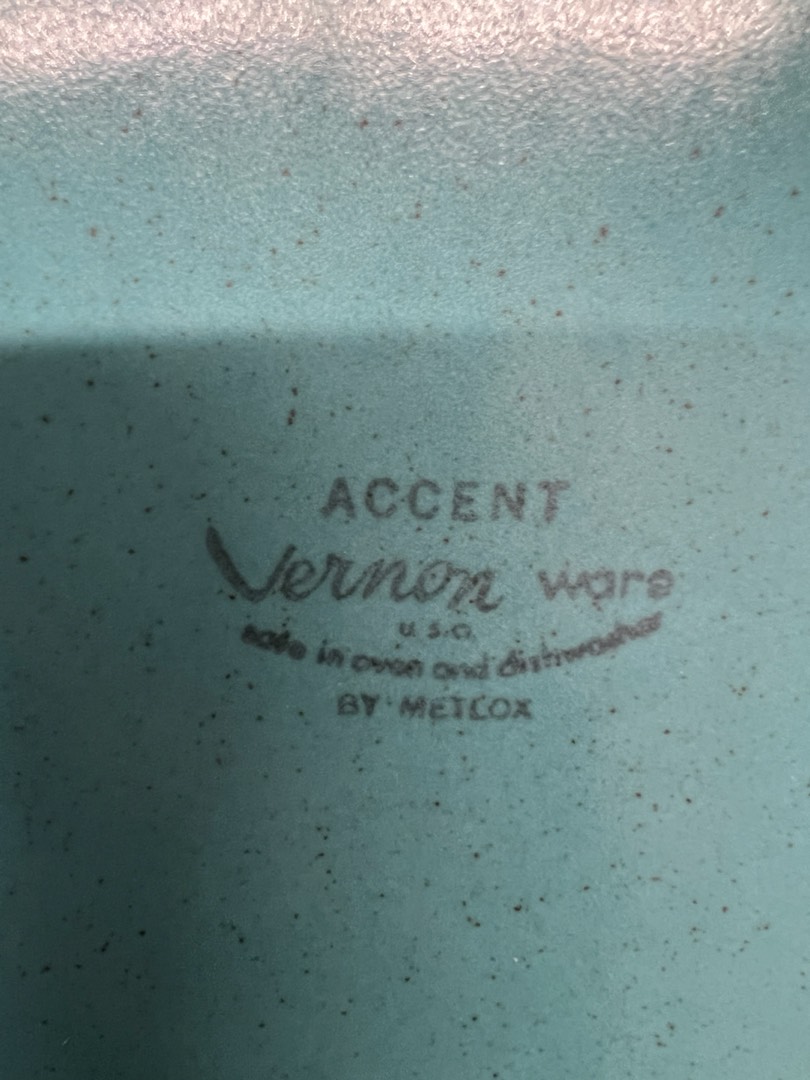 ACCENT
Vernon ware
u.s.a.
safe in oven and dishwasher
BY METLOX